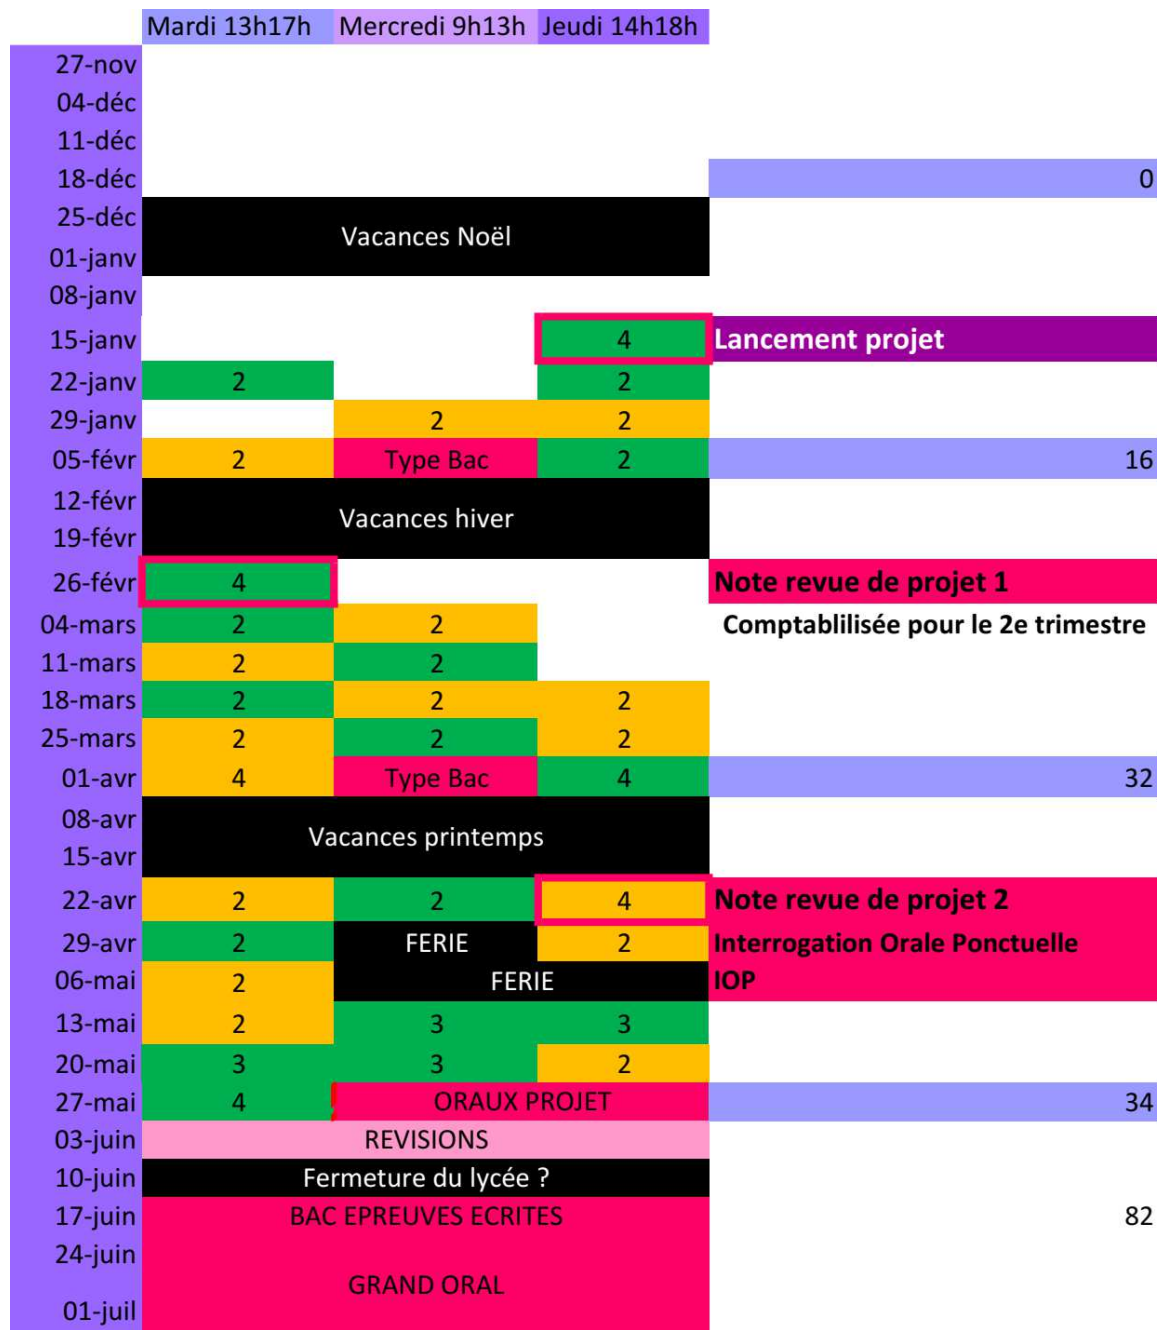 Mardi 13h17h Mercredi 9h13h Jeudi 14h18h
27-nov
04-déc
11-déc
18-déc 0
25-déc
Vacances Noël
01-janv
08-janv
15-janv 4 Lancement projet
22-janv 2 2
29-janv 2 2
05-févr 2 Type Bac 2 16
12-févr
Vacances hiver
19-févr
26-févr 4 Note revue de projet 1
04-mars 2 2 Comptablilisée pour le 2e trimestre
11-mars 2 2
18-mars 2 2 2
25-mars 2 2 2
01-avr 4 Type Bac 4 32
08-avr
Vacances printemps
15-avr
22-avr 2 2 4 Note revue de projet 2
29-avr 2 FERIE 2 Interrogation Orale Ponctuelle
06-mai 2 FERIE IOP
13-mai 2 3 3
20-mai 3 3 2
27-mai 4 ORAUX PROJET 34
03-juin REVISIONS
10-juin Fermeture du lycée ?
17-juin BAC EPREUVES ECRITES 82
24-juin
GRAND ORAL
01-juil